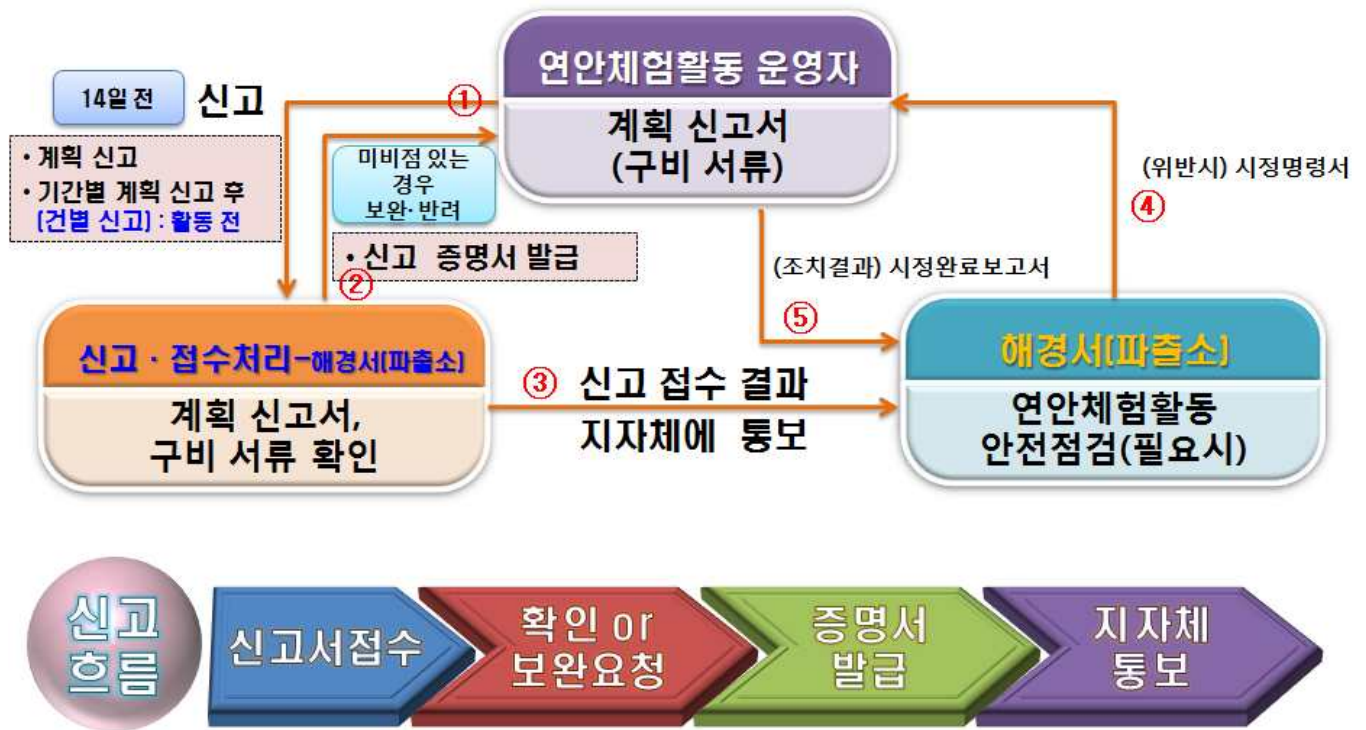 연안체험활동 운영자
계획 신고서
(구비 서류)
14일 전
신고
• 계획 신고
• 기간별 계획 신고 후
(건별 신고) : 활동 전
①
미비점 있는
경우
보완·반려
• 신고 증명서 발급
②
(위반시) 시정명령서
④
(조치결과) 시정완료보고서
⑤
신고 · 접수처리-해경서(파출소)
계획 신고서,
구비 서류 확인
③ 신고 접수 결과
지자체에 통보
해경서(파출소)
연안체험활동
안전점검(필요시)
신고
흐름
신고서접수
확인 or
보완요청
증명서
발급
지자체
통보